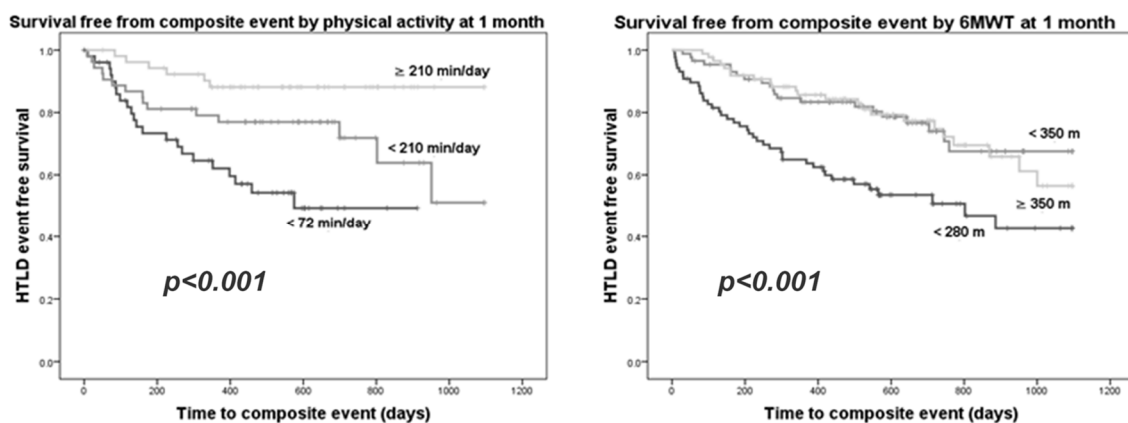 Survival free from composite event by physical activity at 1 month
1.0
0.8
0.6
0.4
0.2
0.0
HTLD event free survival
≥ 210 min/day
< 210 min/day
< 72 min/day
p<0.001
0 200 400 600 800 1000 1200
Time to composite event (days)
Survival free from composite event by 6MWT at 1 month
1.0
0.8
0.6
0.4
0.2
0.0
HTLD event free survival
< 350 m
≥ 350 m
< 280 m
p<0.001
0 200 400 600 800 1000 1200
Time to composite event (days)